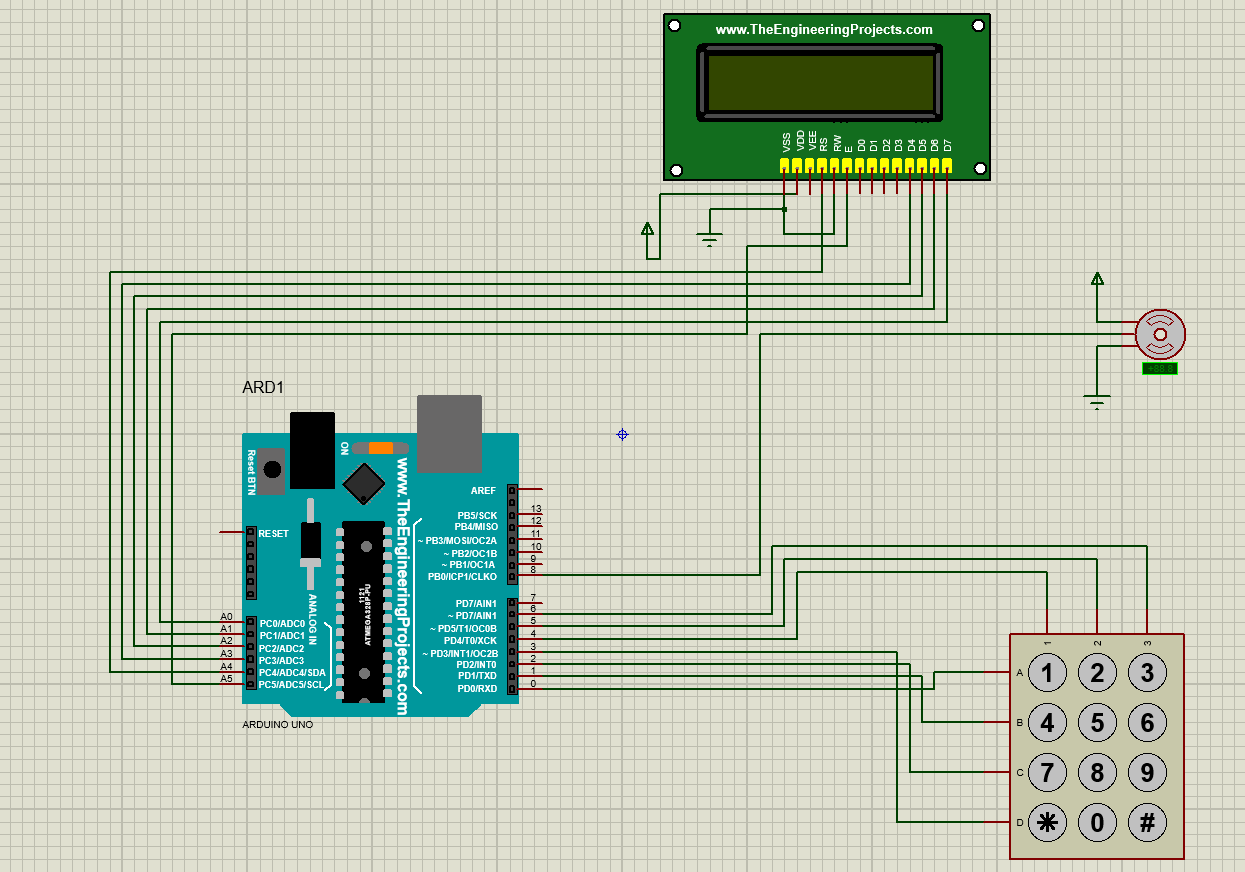 www.TheEngineeringProjects.com
VSS
VDD
VEE
RS
RW
E
D0
D1
D2
D3
D4
D5
D6
D7
ARD1
Reset BTN
ON
www.TheEngineeringProjects.com
AREF
PB5/SCK 13
PB4/MISO 12
~ PB3/MOSI/OC2A 11
~ PB2/OC1B 10
~ PB1/OC1A 9
PB0/ICP1/CLKO 8
RESET
1121
ATMEGA328P-PU
ANALOG IN
PD7/AIN1 7
~ PD7/AIN1 6
~ PD5/T1/OC0B 5
PD4/T0/XCK 4
~ PD3/INT1/OC2B 3
PD2/INT0 2
PD1/TXD 1
PD0/RXD 0
A0 PC0/ADC0
A1 PC1/ADC1
A2 PC2/ADC2
A3 PC3/ADC3
A4 PC4/ADC4/SDA
A5 PC5/ADC5/SCL
ARDUINO UNO
1 2 3
A 1 2 3
B 4 5 6
C 7 8 9
D * 0 #